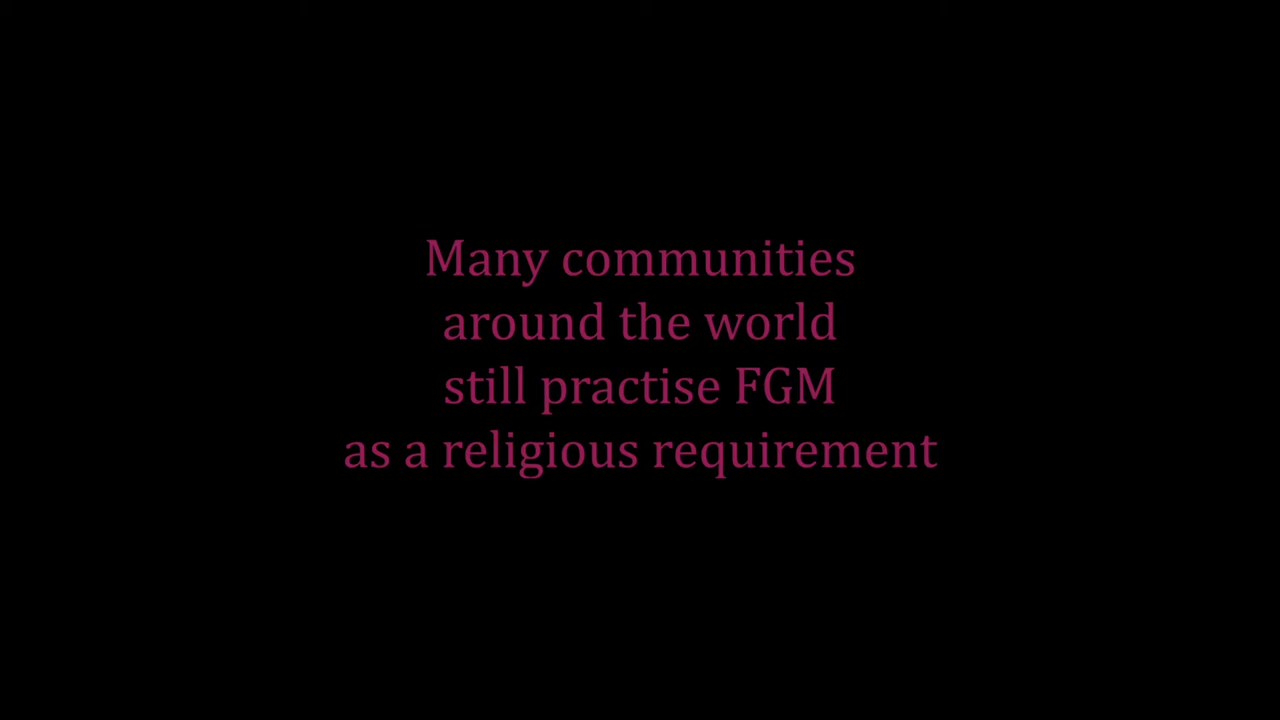 Many communities
around the world
still practise FGM
as a religious requirement